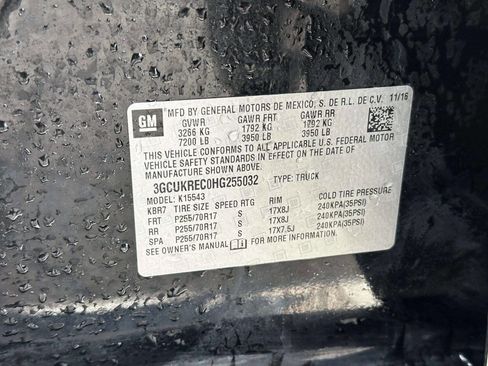 GM
MFD BY GENERAL MOTORS DE MEXICO, S. DE R.L. DE C.V. 11/16
GVWR GAWR FRT GAWR RR
3266 KG 1792 KG 1792 KG
7200 LB 3950 LB 3950 LB
THIS VEHICLE CONFORMS TO ALL APPLICABLE U.S. FEDERAL MOTOR
VEHICLE SAFETY STANDARDS IN EFFECT ON THE DATE OF
MANUFACTURE SHOWN ABOVE.
3GCUKREC0HG255032 TYPE: TRUCK
MODEL: K15543
KBR7 TIRE SIZE SPEED RTG RIM COLD TIRE PRESSURE
FRT P255/70R17 S 17X8J 240KPA(35PSI)
RR P255/70R17 S 17X8J 240KPA(35PSI)
SPA P255/70R17 S 17X7.5J 240KPA(35PSI)
SEE OWNER'S MANUAL FOR MORE INFORMATION.